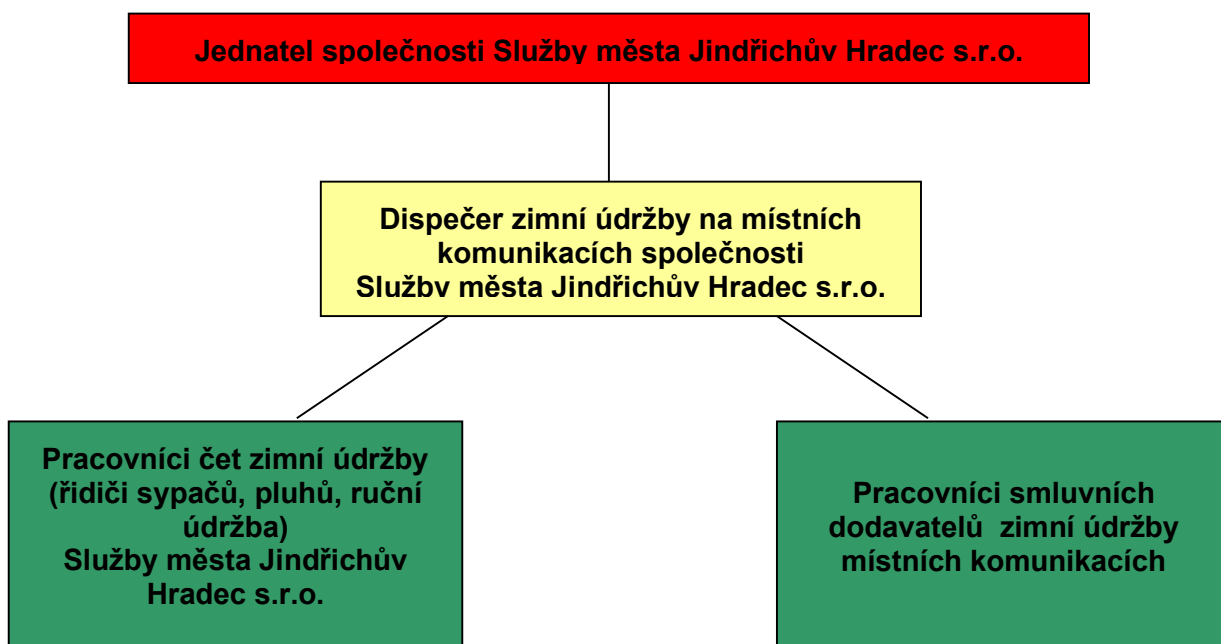 Jednatel společnosti Služby města Jindřichův Hradec s.r.o.
Dispečer zimní údržby na místních
komunikacích společnosti
Služby města Jindřichův Hradec s.r.o.
Pracovníci čet zimní údržby
(řidiči sypačů, pluhů, ruční
údržba)
Služby města Jindřichův
Hradec s.r.o.
Pracovníci smluvních
dodavatelů  zimní údržby
místních komunikacích